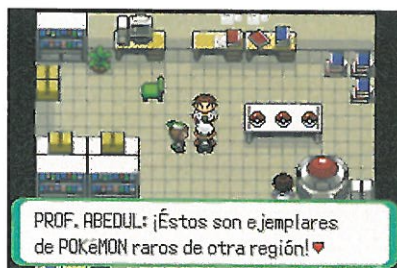 PROF. ABEDUL: ¡Éstos son ejemplares
de POKéMON raros de otra región!